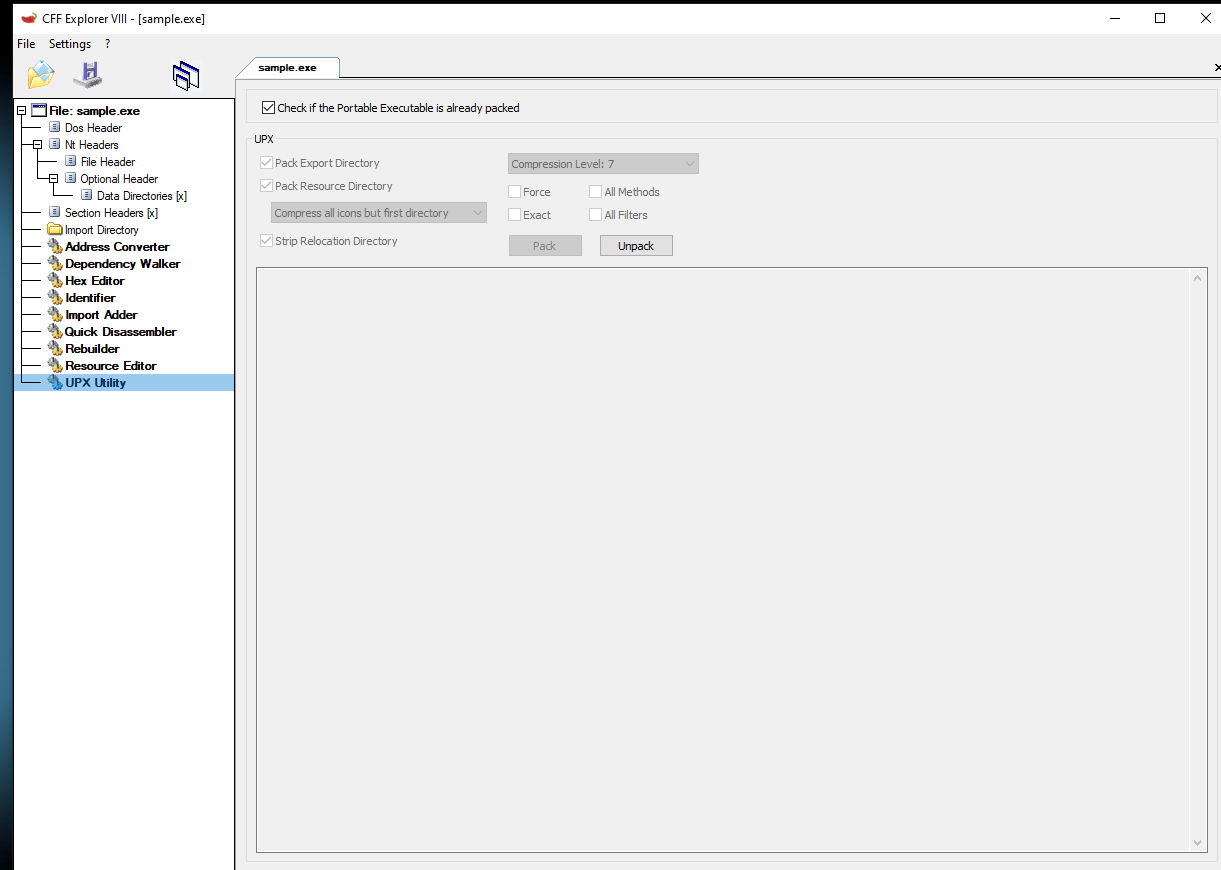 CFF Explorer VIII - [sample.exe]
File Settings ?
sample.exe
File: sample.exe
Dos Header
Nt Headers
File Header
Optional Header
Data Directories [x]
Section Headers [x]
Import Directory
Address Converter
Dependency Walker
Hex Editor
Identifier
Import Adder
Quick Disassembler
Rebuilder
Resource Editor
UPX Utility
Check if the Portable Executable is already packed
UPX
Pack Export Directory
Compression Level: 7
Pack Resource Directory
Force
All Methods
Compress all icons but first directory
Exact
All Filters
Strip Relocation Directory
Pack
Unpack